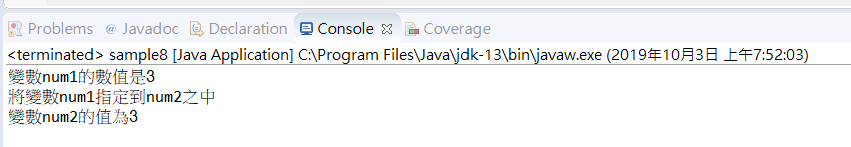 Problems @ Javadoc Declaration Console Coverage
<terminated> sample8 [Java Application] C:\Program Files\Java\jdk-13\bin\javaw.exe (2019年10月3日 上午7:52:03)
變數num1的數值是3
將變數num1指定到num2之中
變數num2的值為3